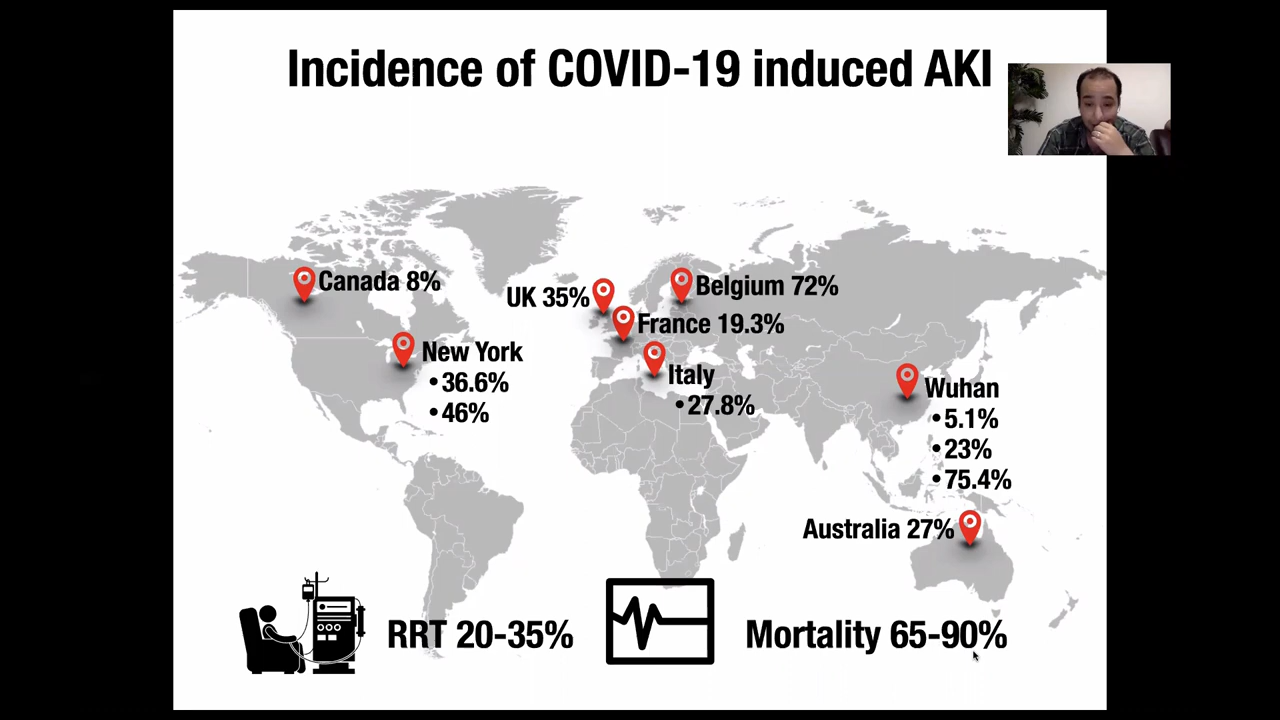 Incidence of COVID-19 induced AKI
Canada 8%
UK 35%
Belgium 72%
France 19.3%
New York
•36.6%
•46%
Italy
•27.8%
Wuhan
•5.1%
•23%
•75.4%
Australia 27%
RRT 20-35%
Mortality 65-90%